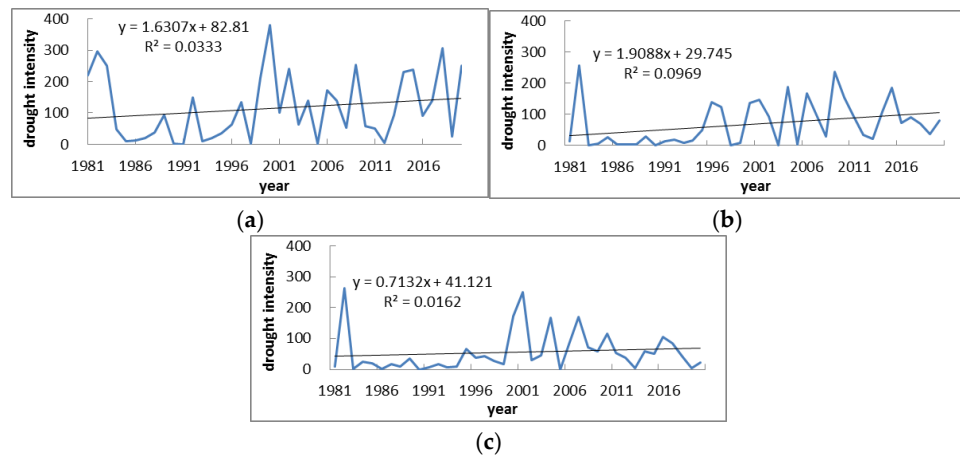 drought intensity
400
300
200
100
0
y = 1.6307x + 82.81
R² = 0.0333
1981 1986 1991 1996 2001 2006 2011 2016
year
(a)
drought intensity
400
300
200
100
0
y = 1.9088x + 29.745
R² = 0.0969
1981 1986 1991 1996 2001 2006 2011 2016
year
(b)
drought intensity
400
300
200
100
0
y = 0.7132x + 41.121
R² = 0.0162
1981 1986 1991 1996 2001 2006 2011 2016
year
(c)